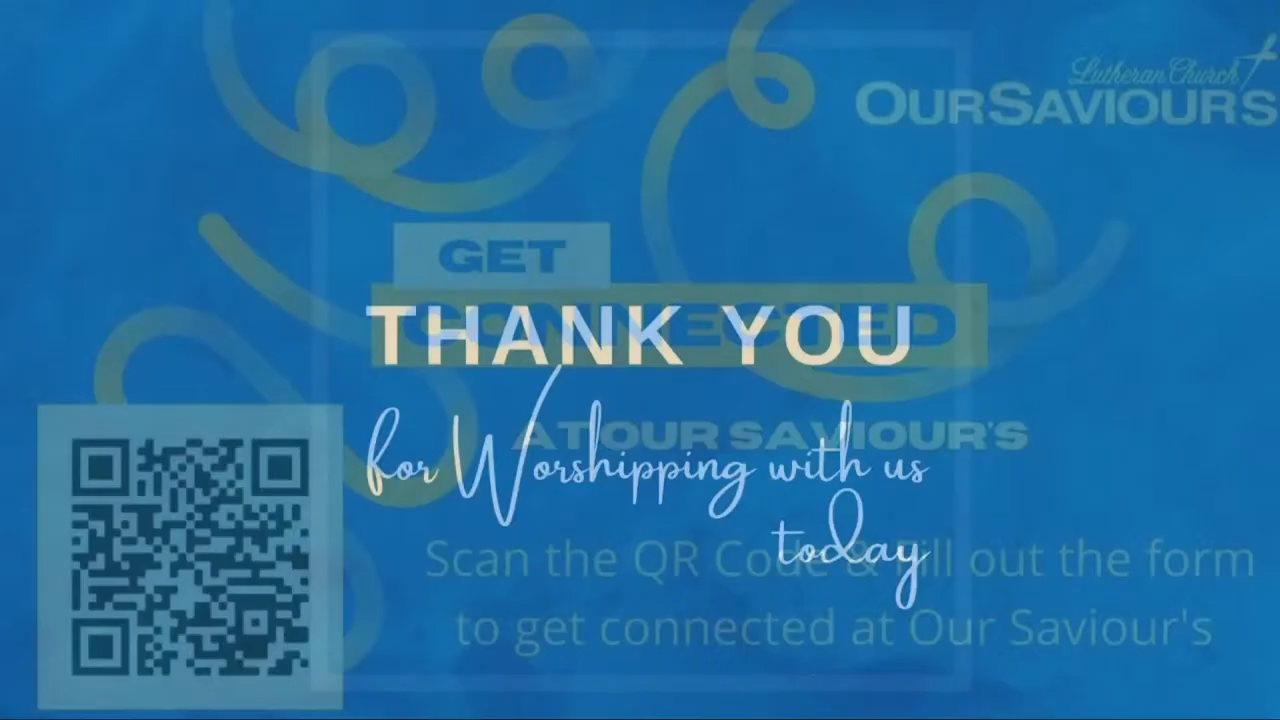 Lutheran Church
OURSAVIOURS
GET
CONNECTED
THANK YOU
AT OUR SAVIOUR'S
for Worshipping with us
today
Scan the QR Code & Fill out the form
to get connected at Our Saviour's